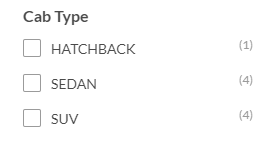 Cab Type
HATCHBACK (1)
SEDAN (4)
SUV (4)